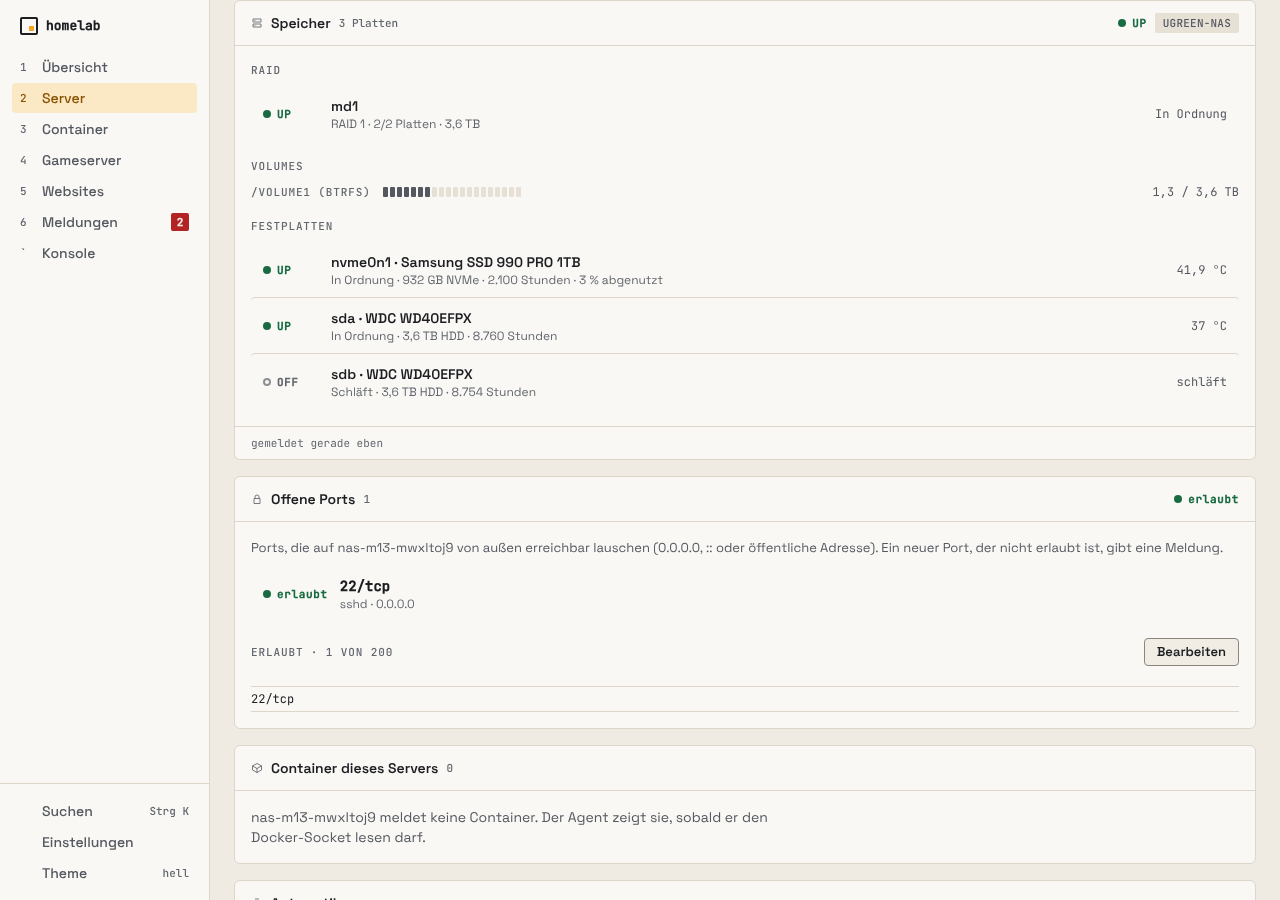 homelab
1 Übersicht
2 Server
3 Container
4 Gameserver
5 Websites
6 Meldungen 2
` Konsole
Suchen Strg K
Einstellungen
Theme hell
Speicher 3 Platten UP UGREEN-NAS
RAID
UP md1 In Ordnung
RAID 1 · 2/2 Platten · 3,6 TB
VOLUMES
/VOLUME1 (BTRFS) 1,3 / 3,6 TB
FESTPLATTEN
UP nvme0n1 · Samsung SSD 990 PRO 1TB 41,9 °C
In Ordnung · 932 GB NVMe · 2.100 Stunden · 3 % abgenutzt
UP sda · WDC WD40EFPX 37 °C
In Ordnung · 3,6 TB HDD · 8.760 Stunden
OFF sdb · WDC WD40EFPX schläft
Schläft · 3,6 TB HDD · 8.754 Stunden
gemeldet gerade eben
Offene Ports 1 erlaubt
Ports, die auf nas-m13-mwxltoj9 von außen erreichbar lauschen (0.0.0.0, :: oder öffentliche Adresse). Ein neuer Port, der nicht erlaubt ist, gibt eine Meldung.
erlaubt 22/tcp
sshd · 0.0.0.0
ERLAUBT · 1 VON 200 Bearbeiten
22/tcp
Container dieses Servers 0
nas-m13-mwxltoj9 meldet keine Container. Der Agent zeigt sie, sobald er den
Docker-Socket lesen darf.